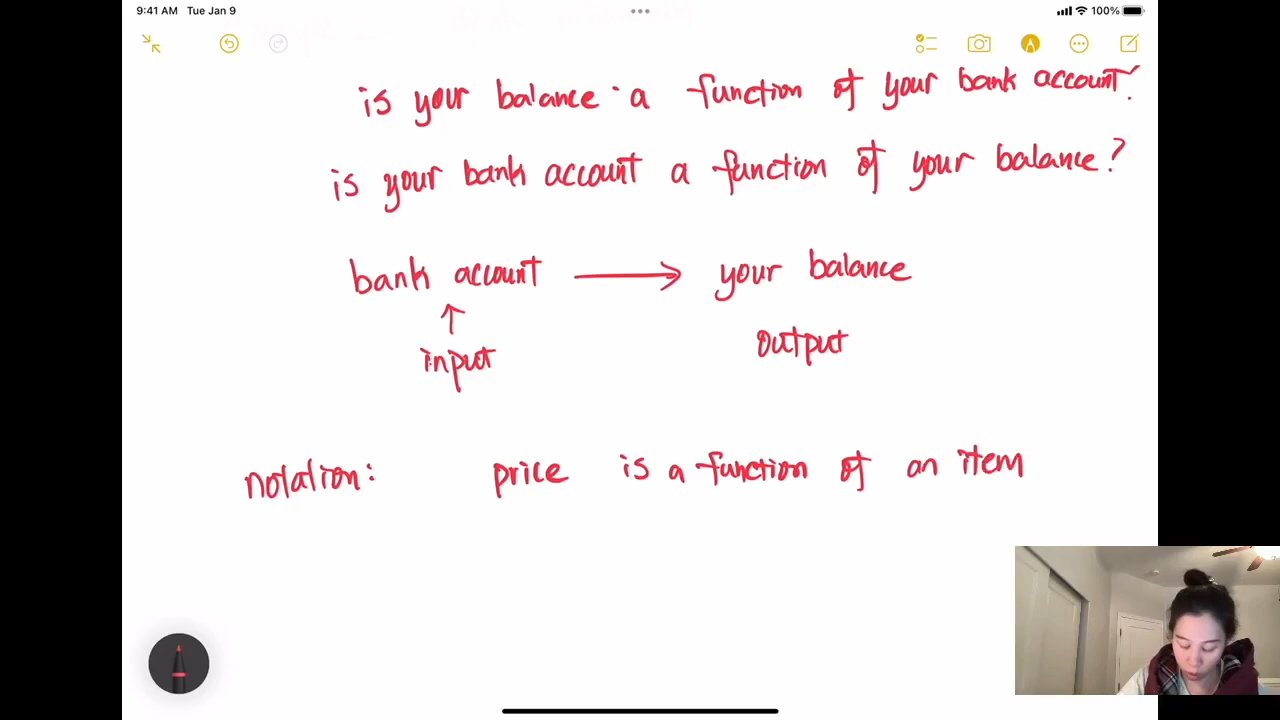 9:41 AM Tue Jan 9
100%
is your balance a function of your bank account?
is your bank account a function of your balance?
bank account → your balance
↑
input output
notation: price is a function of an item